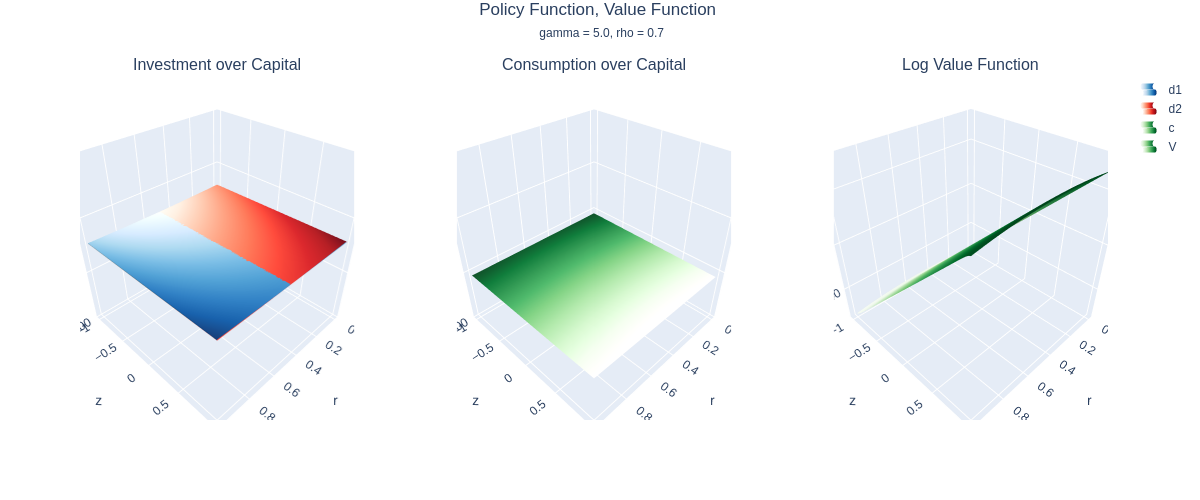 Policy Function, Value Function
gamma = 5.0, rho = 0.7
Investment over Capital
Consumption over Capital
Log Value Function
d1
d2
c
V
−0.5
0
0.5
z
0
0.2
0.4
0.6
0.8
r
−0.5
0
0.5
z
0
0.2
0.4
0.6
0.8
r
0
−1
−0.5
0
0.5
z
0
0.2
0.4
0.6
0.8
r